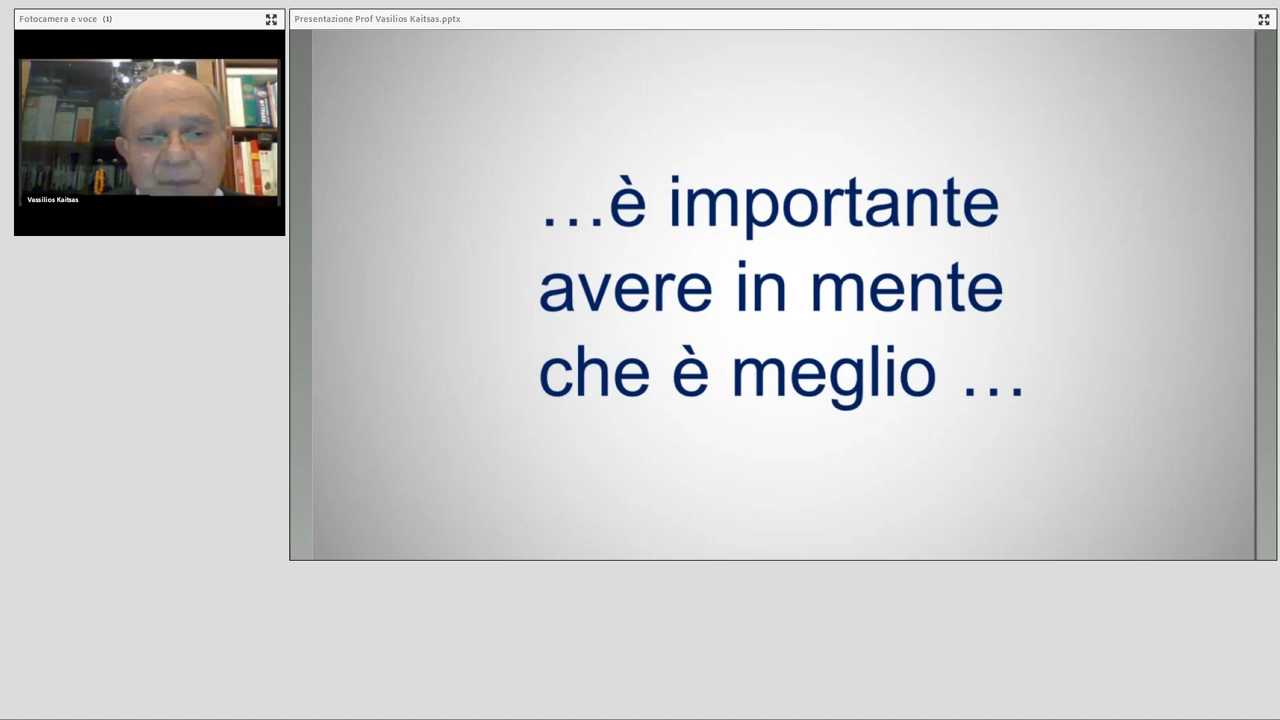 Fotocamera e voce (1)
Presentazione Prof Vasilios Kaitsas.pptx
Vassilios Kaitsas
…è importante
avere in mente
che è meglio …